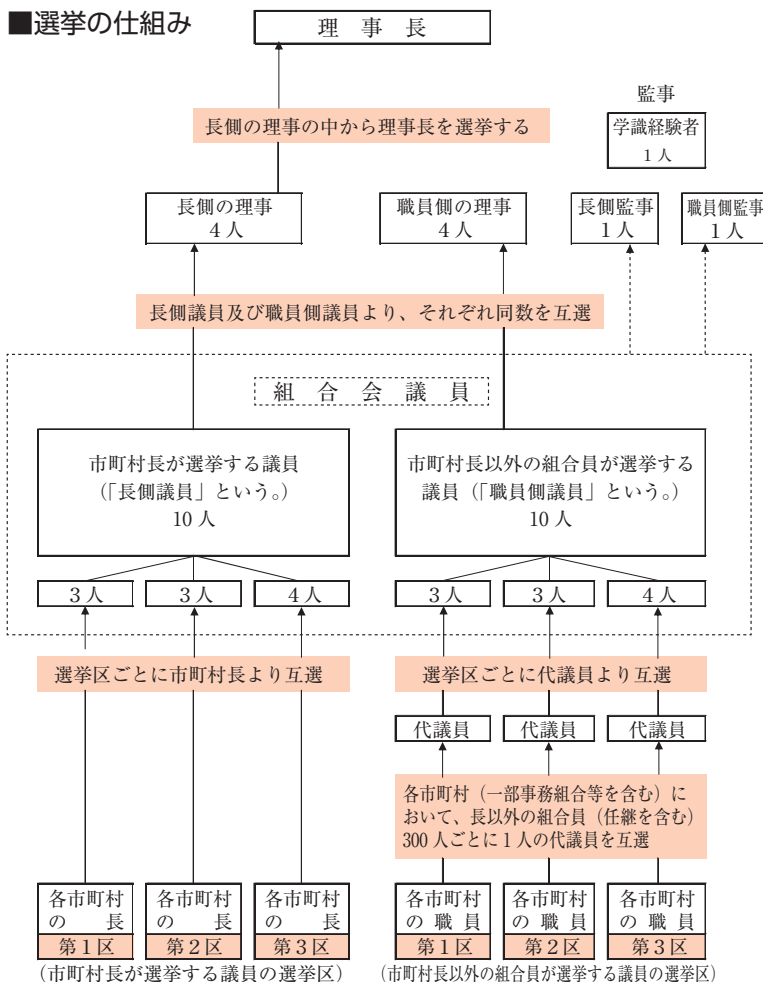 ■選挙の仕組み
理事長
長側の理事の中から理事長を選挙する
監事
学識経験者
1人
長側の理事
4人
職員側の理事
4人
長側監事
1人
職員側監事
1人
長側議員及び職員側議員より、それぞれ同数を互選
組合会議員
市町村長が選挙する議員
(「長側議員」という。)
10人
市町村長以外の組合員が選挙する
議員(「職員側議員」という。)
10人
3人
3人
4人
3人
3人
4人
選挙区ごとに市町村長より互選
選挙区ごとに代議員より互選
代議員
代議員
代議員
各市町村(一部事務組合等を含む)に
おいて、長以外の組合員(任継を含む)
300人ごとに1人の代議員を互選
各市町村
の長
第1区
各市町村
の長
第2区
各市町村
の長
第3区
各市町村
の職員
第1区
各市町村
の職員
第2区
各市町村
の職員
第3区
(市町村長が選挙する議員の選挙区)
(市町村長以外の組合員が選挙する議員の選挙区)